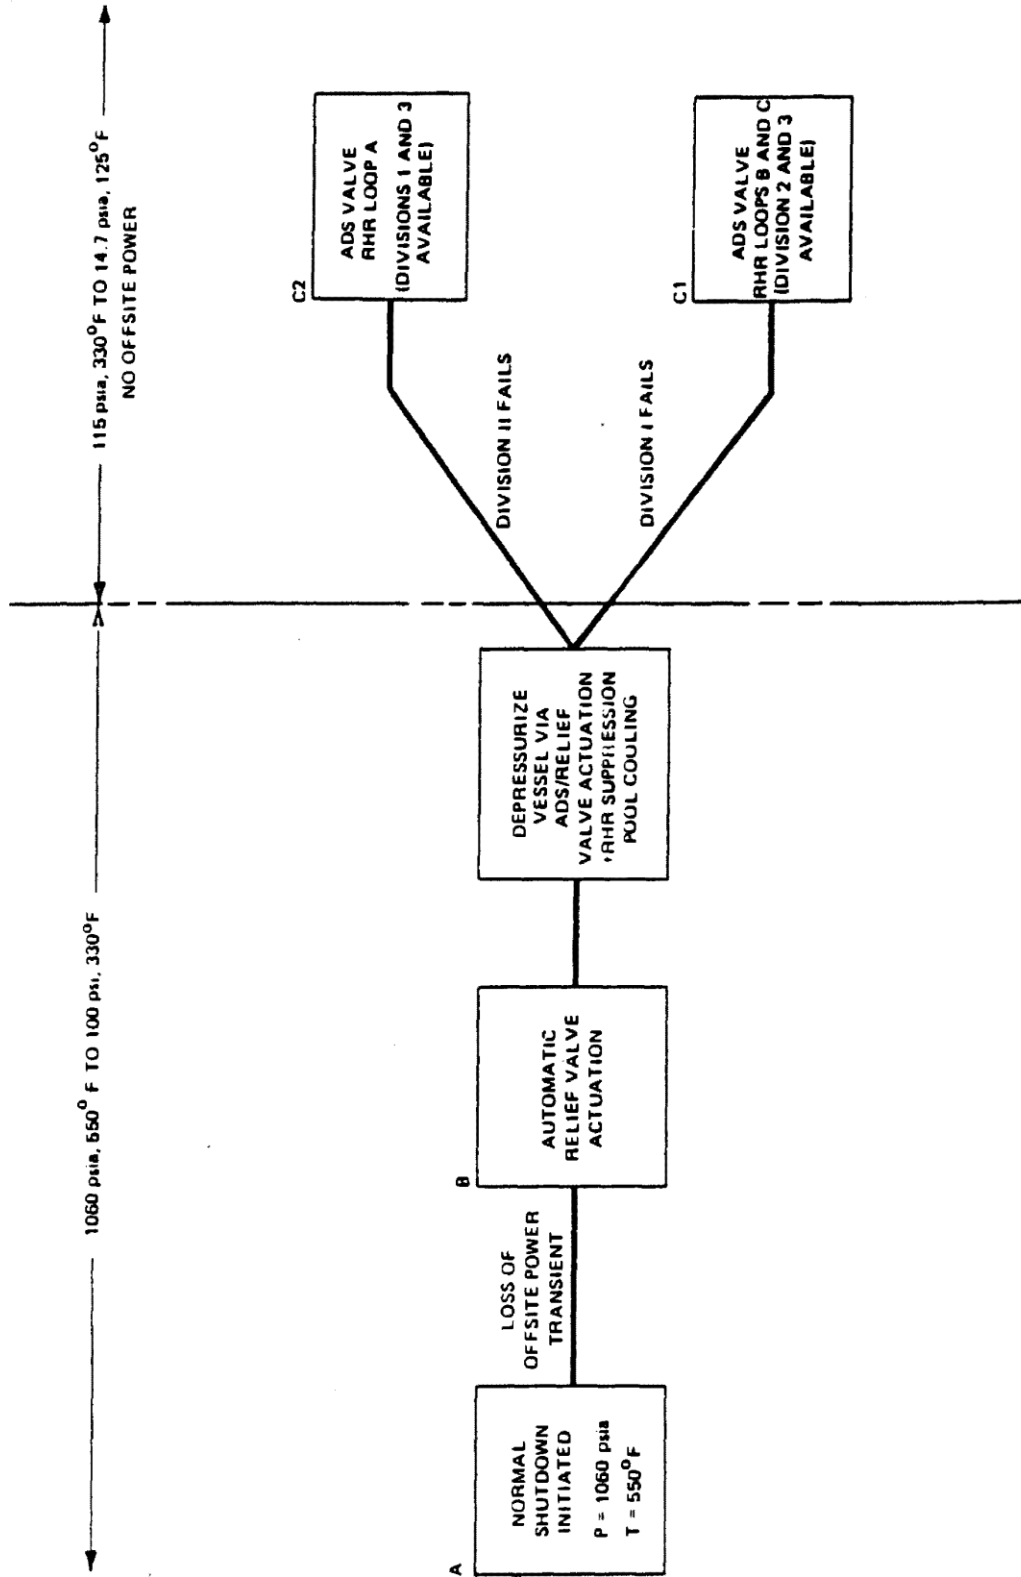 1060 psia, 550° F TO 100 psi, 330°F
115 psia, 330°F TO 14.7 psia, 125°F
NO OFFSITE POWER
A
NORMAL
SHUTDOWN
INITIATED
P = 1060 psia
T = 550°F
LOSS OF
OFFSITE POWER
TRANSIENT
B
AUTOMATIC
RELIEF VALVE
ACTUATION
DEPRESSURIZE
VESSEL VIA
ADS/RELIEF
VALVE ACTUATION
RHR SUPPRESSION
POOL COOLING
DIVISION II FAILS
DIVISION I FAILS
C2
ADS VALVE
RHR LOOP A
(DIVISIONS 1 AND 3
AVAILABLE)
C1
ADS VALVE
RHR LOOPS B AND C
(DIVISION 2 AND 3
AVAILABLE)